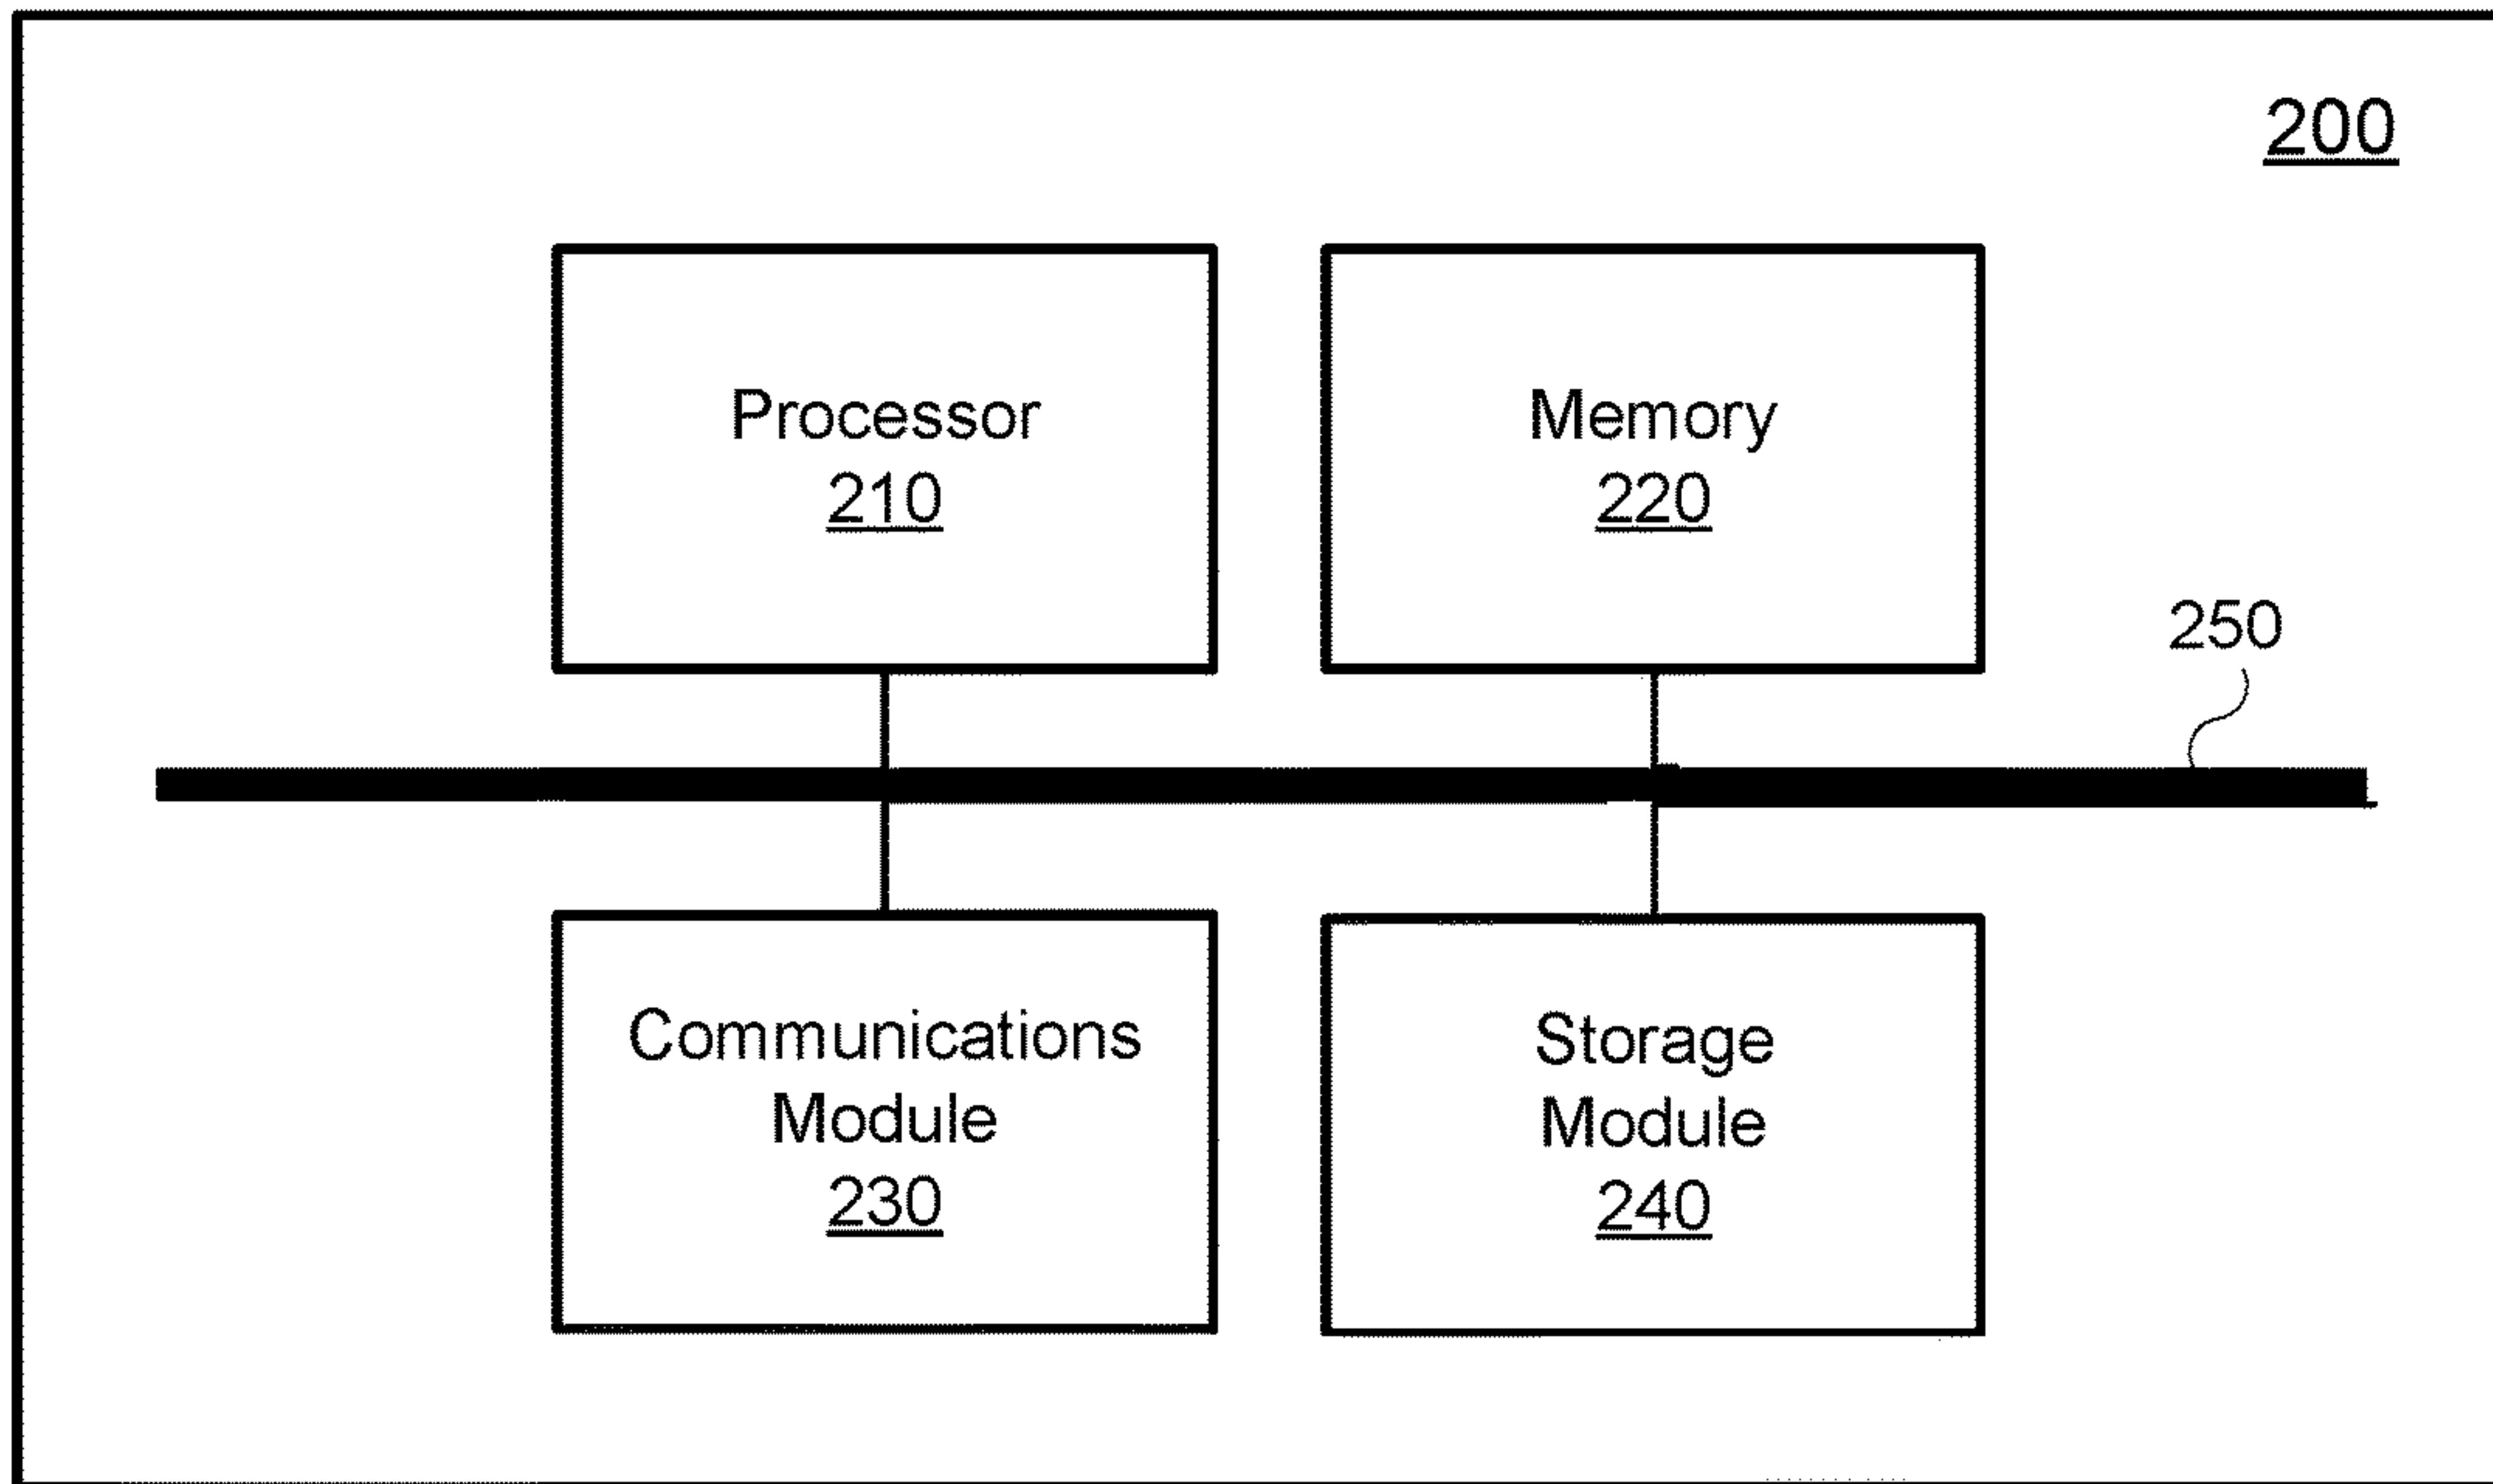 200
Processor
210
Memory
220
250
Communications
Module
230
Storage
Module
240